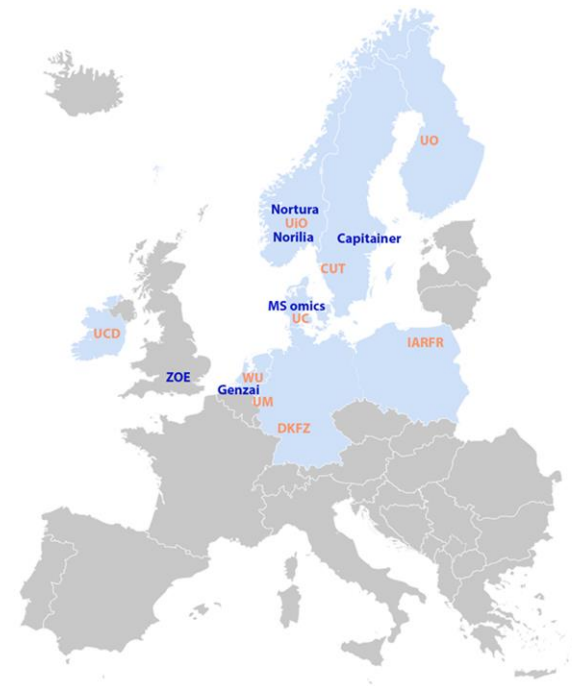 UO
Nortura
UiO
Norilia
Capitainer
CUT
MS omics
UC
UCD
IARFR
ZOE
WU
Genzai
UM
DKFZ